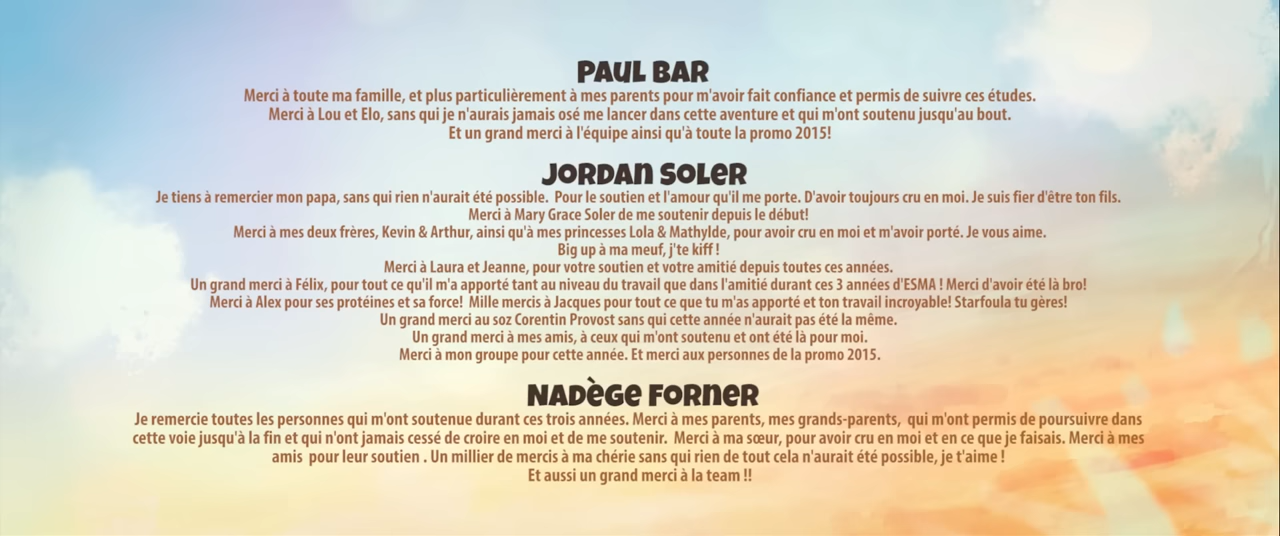 PAUL BAR
Merci à toute ma famille, et plus particulièrement à mes parents pour m'avoir fait confiance et permis de suivre ces études.
Merci à Lou et Elo, sans qui je n'aurais jamais osé me lancer dans cette aventure et qui m'ont soutenu jusqu'au bout.
Et un grand merci à l'équipe ainsi qu'à toute la promo 2015!
JORDAN SOLER
Je tiens à remercier mon papa, sans qui rien n'aurait été possible.  Pour le soutien et l'amour qu'il me porte. D'avoir toujours cru en moi. Je suis fier d'être ton fils.
Merci à Mary Grace Soler de me soutenir depuis le début!
Merci à mes deux frères, Kevin & Arthur, ainsi qu'à mes princesses Lola & Mathylde, pour avoir cru en moi et m'avoir porté. Je vous aime.
Big up à ma meuf, j'te kiff !
Merci à Laura et Jeanne, pour votre soutien et votre amitié depuis toutes ces années.
Un grand merci à Félix, pour tout ce qu'il m'a apporté tant au niveau du travail que dans l'amitié durant ces 3 années d'ESMA ! Merci d'avoir été là bro!
Merci à Alex pour ses protéines et sa force!  Mille mercis à Jacques pour tout ce que tu m'as apporté et ton travail incroyable! Starfoula tu gères!
Un grand merci au soz Corentin Provost sans qui cette année n'aurait pas été la même.
Un grand merci à mes amis, à ceux qui m'ont soutenu et ont été là pour moi.
Merci à mon groupe pour cette année. Et merci aux personnes de la promo 2015.
NADÈGE FORNER
Je remercie toutes les personnes qui m'ont soutenue durant ces trois années. Merci à mes parents, mes grands-parents,  qui m'ont permis de poursuivre dans
cette voie jusqu'à la fin et qui n'ont jamais cessé de croire en moi et de me soutenir.  Merci à ma sœur, pour avoir cru en moi et en ce que je faisais. Merci à mes
amis  pour leur soutien . Un millier de mercis à ma chérie sans qui rien de tout cela n'aurait été possible, je t'aime !
Et aussi un grand merci à la team !!